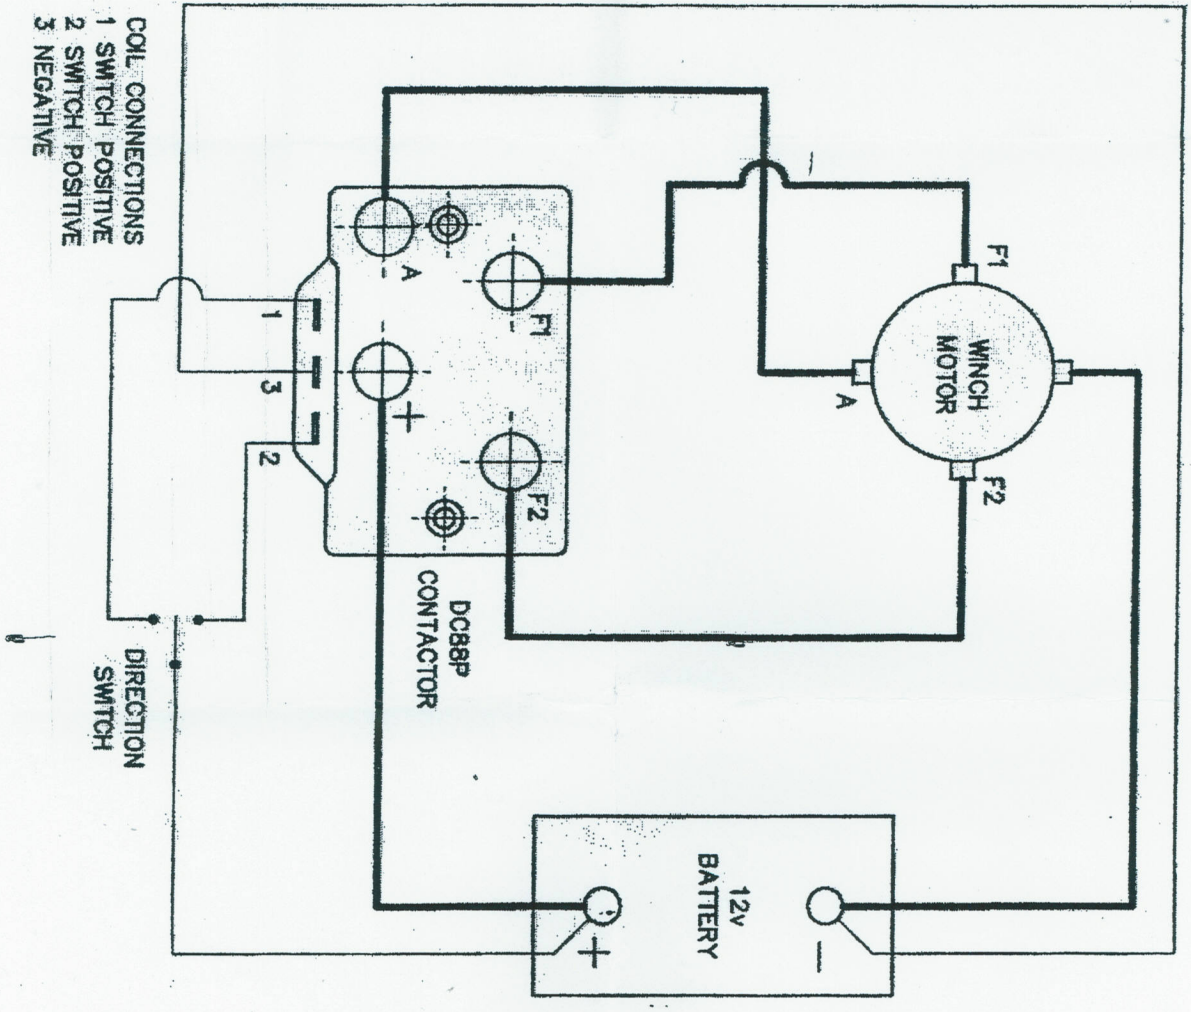 COIL CONNECTIONS
1 SWITCH POSITIVE
2 SWITCH POSITIVE
3 NEGATIVE
F1
WINCH
MOTOR
A
F2
A
F1
+
F2
1
3
2
DC88P
CONTACTOR
DIRECTION
SWITCH
12v
BATTERY
+
−